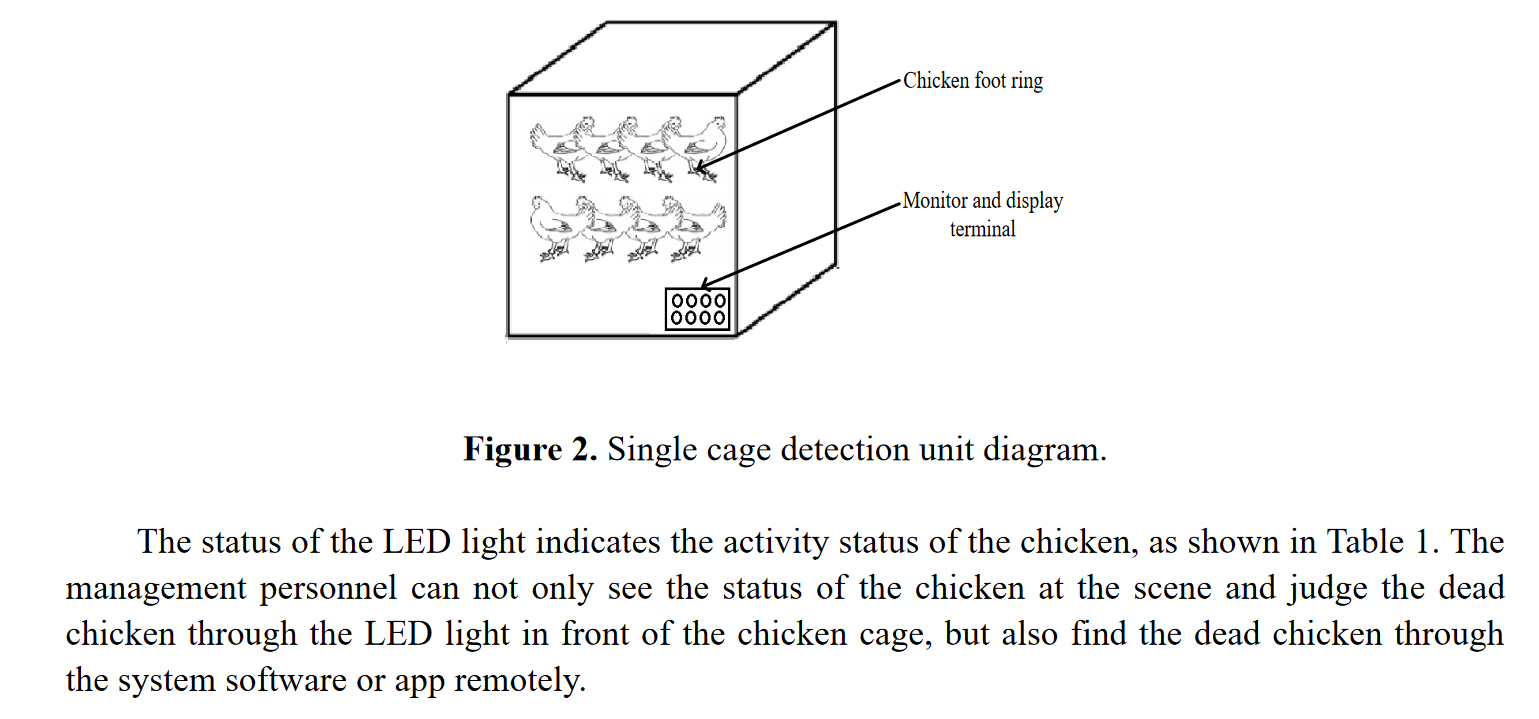 Chicken foot ring
Monitor and display
terminal
Figure 2. Single cage detection unit diagram.
The status of the LED light indicates the activity status of the chicken, as shown in Table 1. The
management personnel can not only see the status of the chicken at the scene and judge the dead
chicken through the LED light in front of the chicken cage, but also find the dead chicken through
the system software or app remotely.